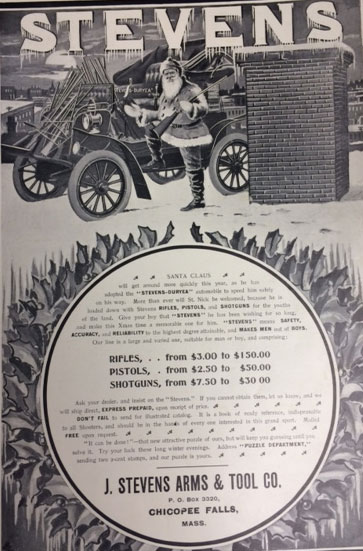 STEVENS
STEVENS-DURYEA
SANTA CLAUS
will get around more quickly this year, as he has
adopted the "STEVENS-DURYEA" automobile to speed him safely
on his way. More than ever will St. Nick be welcomed, because he is
loaded down with Stevens RIFLES, PISTOLS, and SHOTGUNS for the youths
of the land. Give your boy that "STEVENS" he has been wishing for so long,
and make this Xmas time a memorable one for him. "STEVENS" means SAFETY,
ACCURACY, and RELIABILITY to the highest degree attainable, and MAKES MEN out of BOYS.
Our line is a large and varied one, suitable for man or boy, and comprising:
RIFLES, . . from $3.00 to $150.00
PISTOLS, . from $2.50 to $50.00
SHOTGUNS, from $7.50 to $30 00
Ask your dealer, and insist on the "Stevens." If you cannot obtain them, let us know, and we
will ship direct, EXPRESS PREPAID, upon receipt of price.
DON'T FAIL to send for illustrated catalog. It is a book of ready reference, indispensable
to all Shooters, and should be in the hands of every one interested in this grand sport. Mailed
FREE upon request.
"It can be done!"—that new attractive puzzle of ours, but will keep you guessing until you
solve it. Try your luck these long winter evenings. Address "PUZZLE DEPARTMENT,"
sending two 2-cent stamps, and our puzzle is yours.
J. STEVENS ARMS & TOOL CO.
P. O. Box 3320,
CHICOPEE FALLS,
MASS.